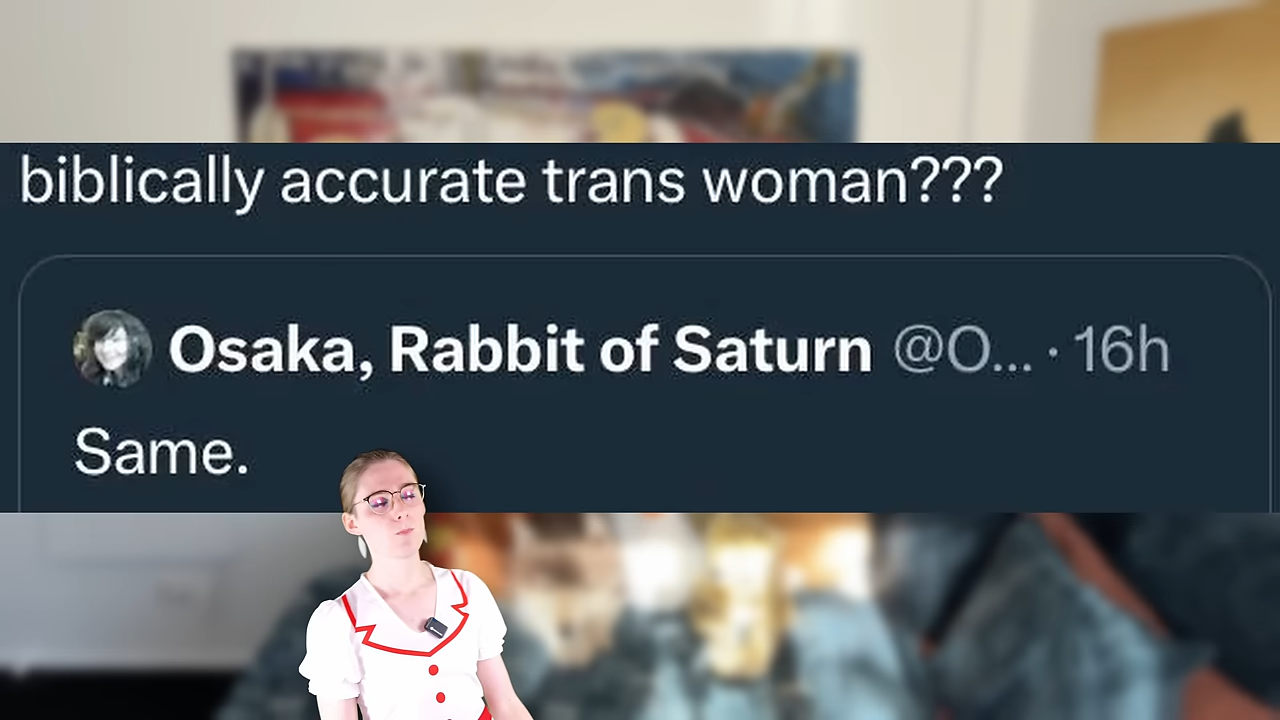 biblically accurate trans woman???
Osaka, Rabbit of Saturn @O... · 16h
Same.